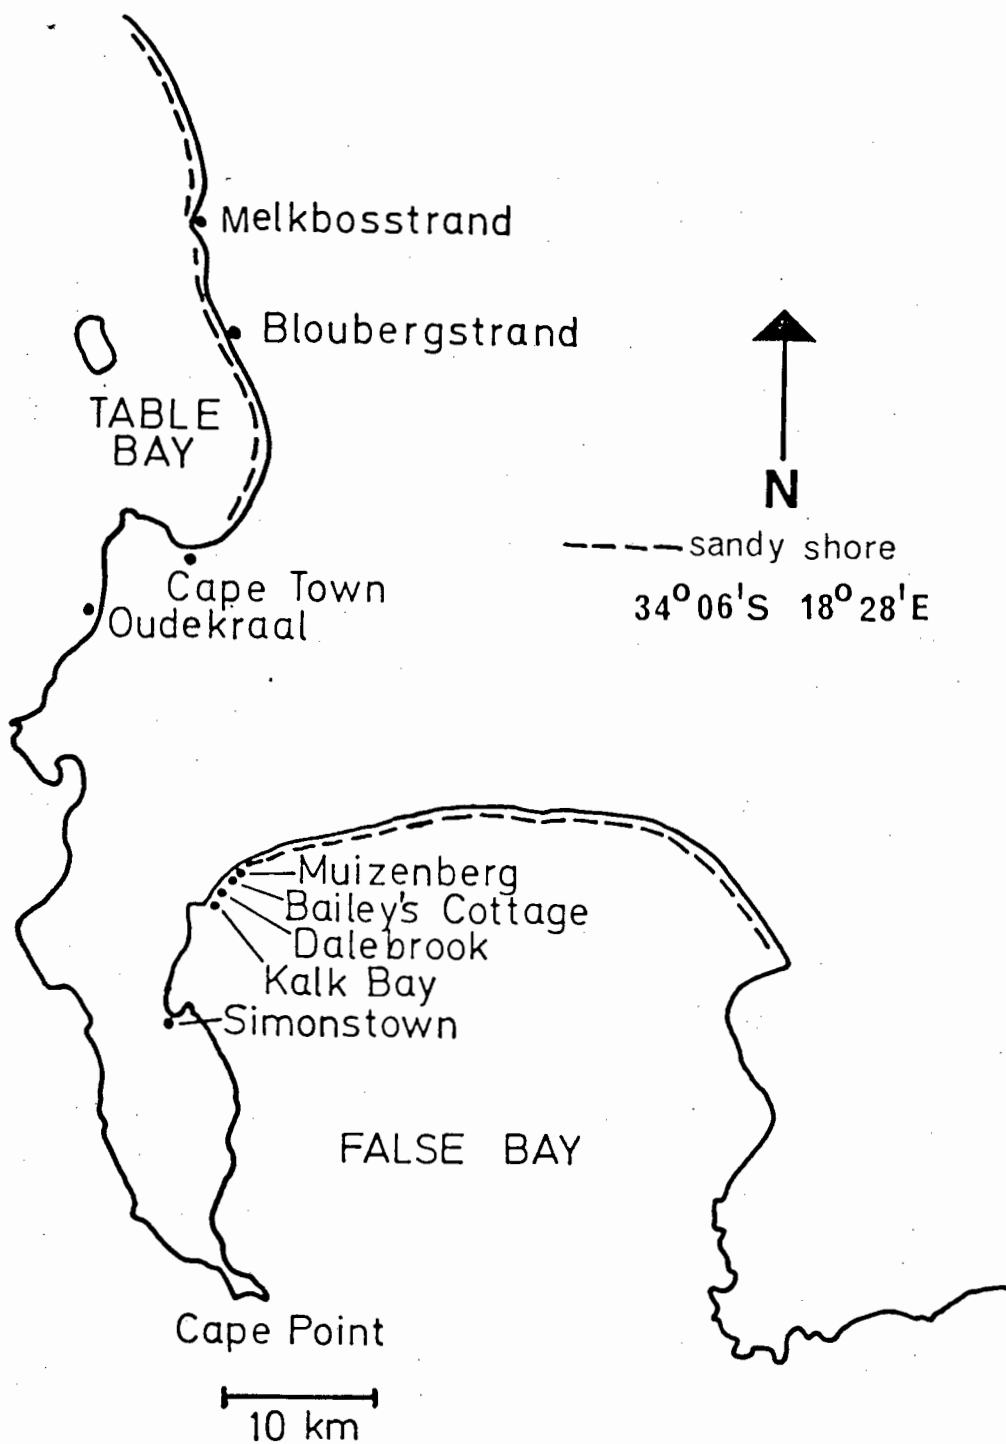 Melkbosstrand
Bloubergstrand
TABLE
BAY
N
sandy shore
34°06'S 18°28'E
Cape Town
Oudekraal
Muizenberg
Bailey's Cottage
Dalebrook
Kalk Bay
Simonstown
FALSE BAY
Cape Point
10 km